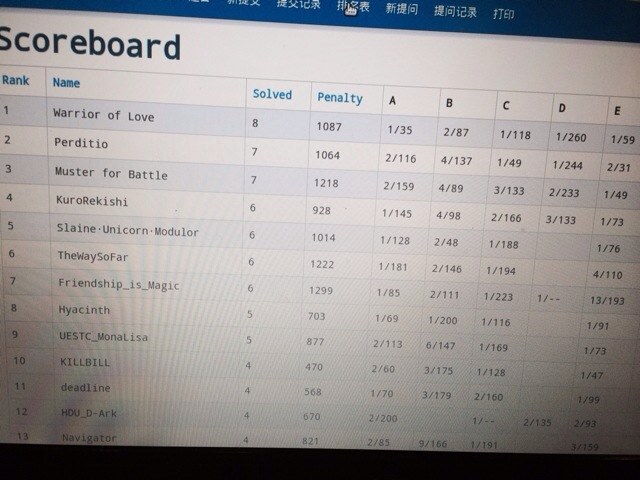 提交记录 新提问 提问记录 打印
Scoreboard
Rank Name Solved Penalty A B C D E
1 Warrior of Love 8 1087 1/35 2/87 1/118 1/260 1/59
2 Perditio 7 1064 2/116 4/137 1/49 1/244 2/31
3 Muster for Battle 7 1218 2/159 4/89 3/133 2/233 1/49
4 KuroRekishi 6 928 1/145 4/98 2/166 3/133 1/73
5 Slaine·Unicorn·Modulor 6 1014 1/128 2/48 1/188 1/76
6 TheWaySoFar 6 1222 1/181 2/146 1/194 4/110
7 Friendship_is_Magic 6 1299 1/85 2/111 1/223 1/-- 13/193
8 Hyacinth 5 703 1/69 1/200 1/116 1/91
9 UESTC_MonaLisa 5 877 2/113 6/147 1/169 1/73
10 KILLBILL 4 470 2/60 3/175 1/128 1/47
11 deadline 4 568 1/70 3/179 2/160 1/99
12 HDU_D-Ark 4 670 2/200 1/-- 2/135 2/93
13 Navigator 4 821 2/85 9/166 1/191 3/159